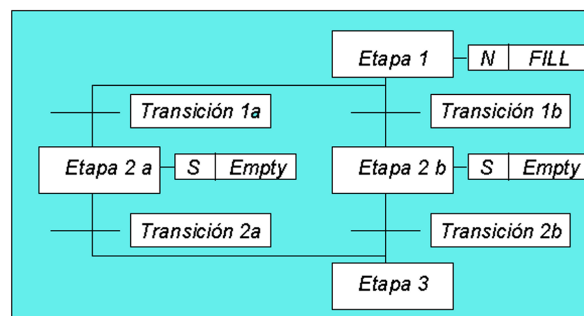 Etapa 1
N FILL
Transición 1a
Transición 1b
Etapa 2 a
S Empty
Etapa 2 b
S Empty
Transición 2a
Transición 2b
Etapa 3